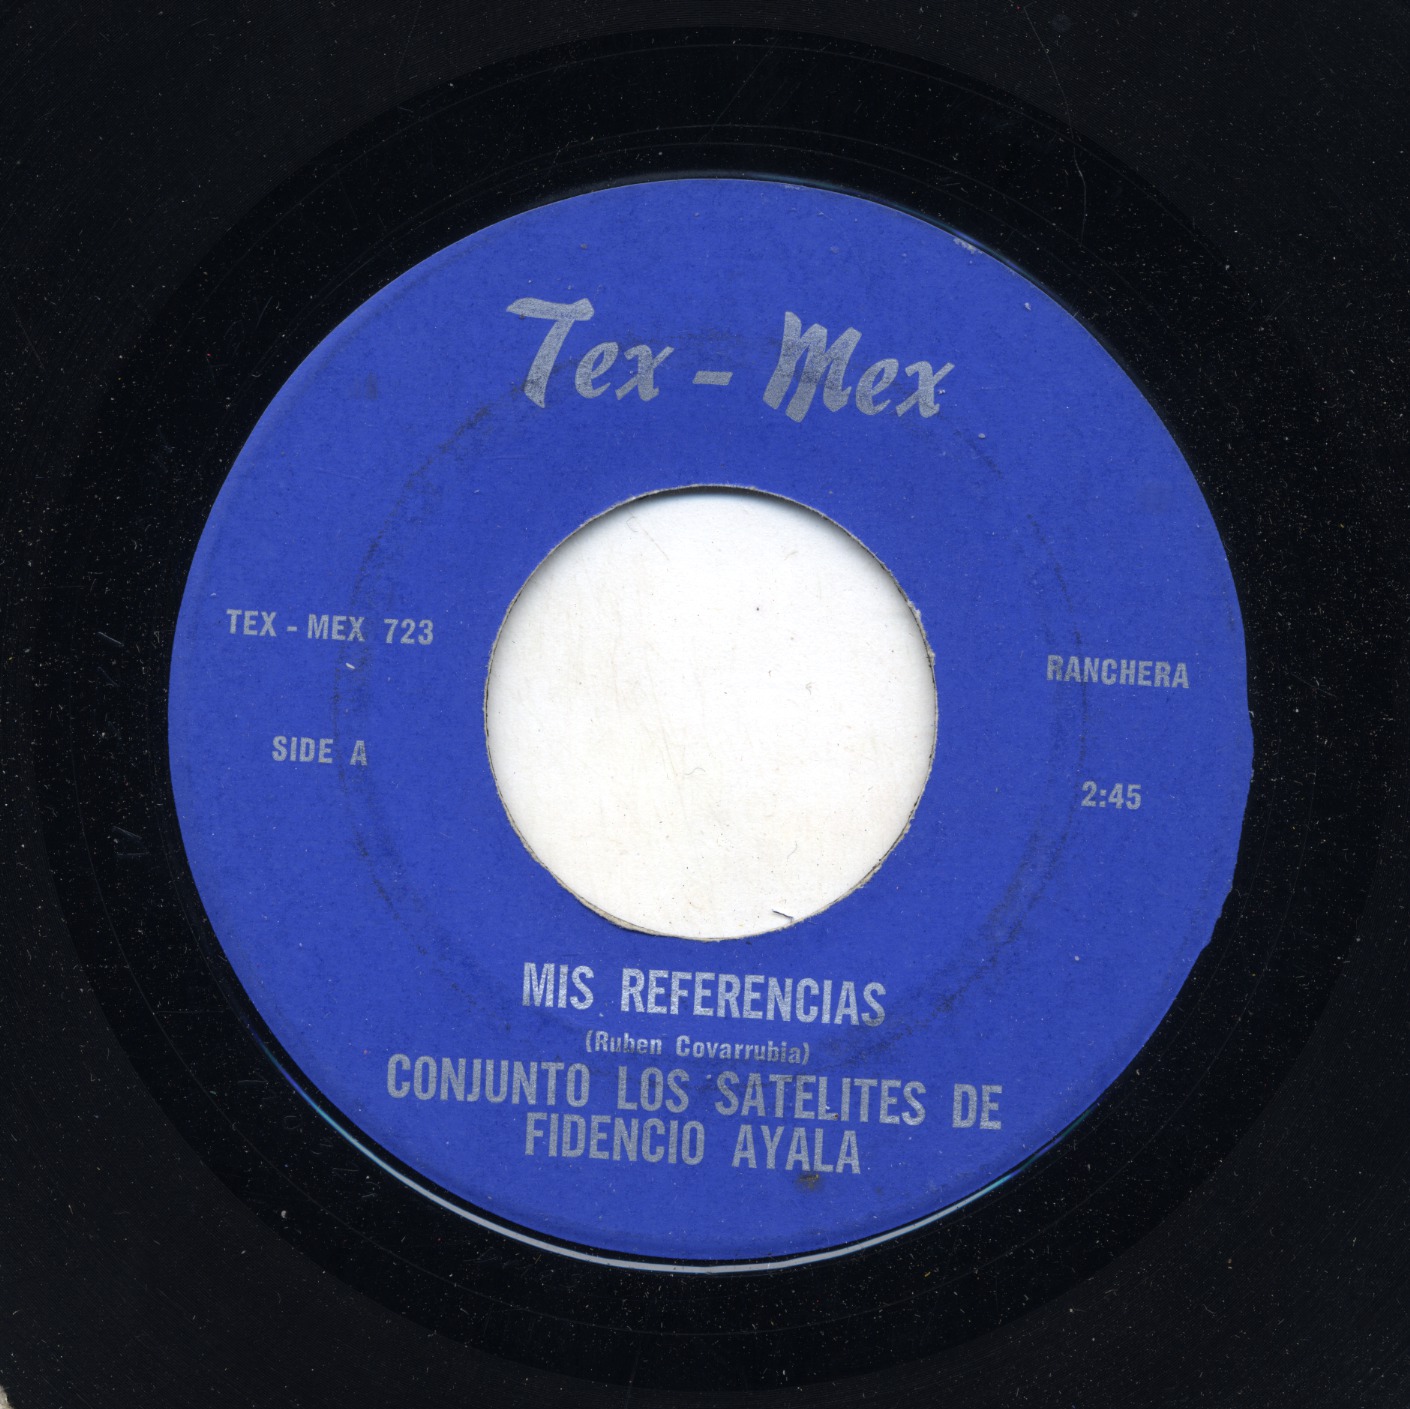 Tex - Mex
TEX - MEX 723
RANCHERA
SIDE A
2:45
MIS REFERENCIAS
(Ruben Covarrubia)
CONJUNTO LOS SATELITES DE
FIDENCIO AYALA